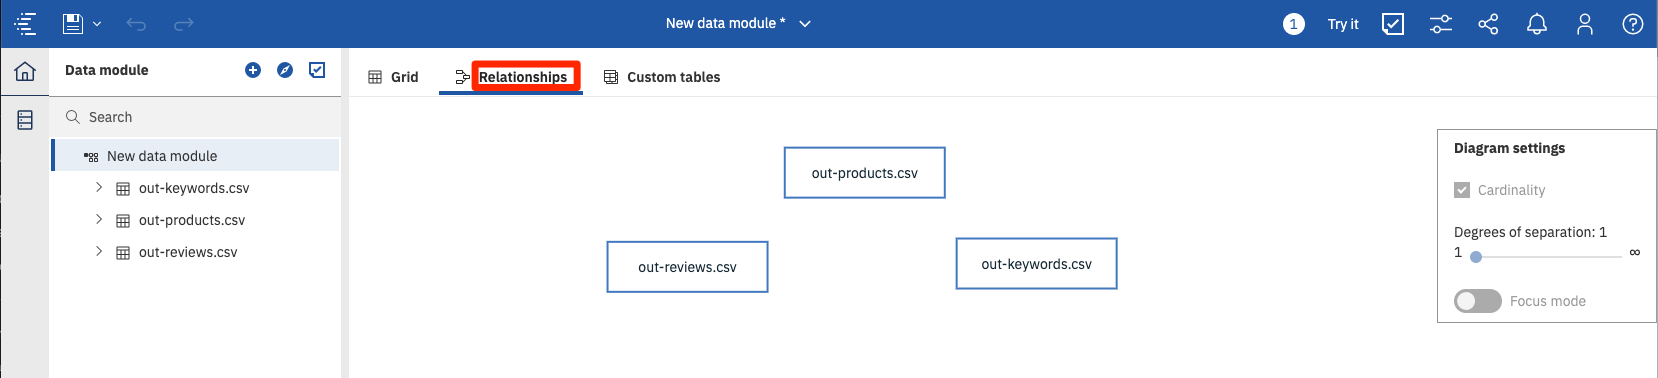 New data module *
1
Try it
Data module
Search
New data module
out-keywords.csv
out-products.csv
out-reviews.csv
Grid
Relationships
Custom tables
out-products.csv
out-reviews.csv
out-keywords.csv
Diagram settings
Cardinality
Degrees of separation: 1
1 ∞
Focus mode